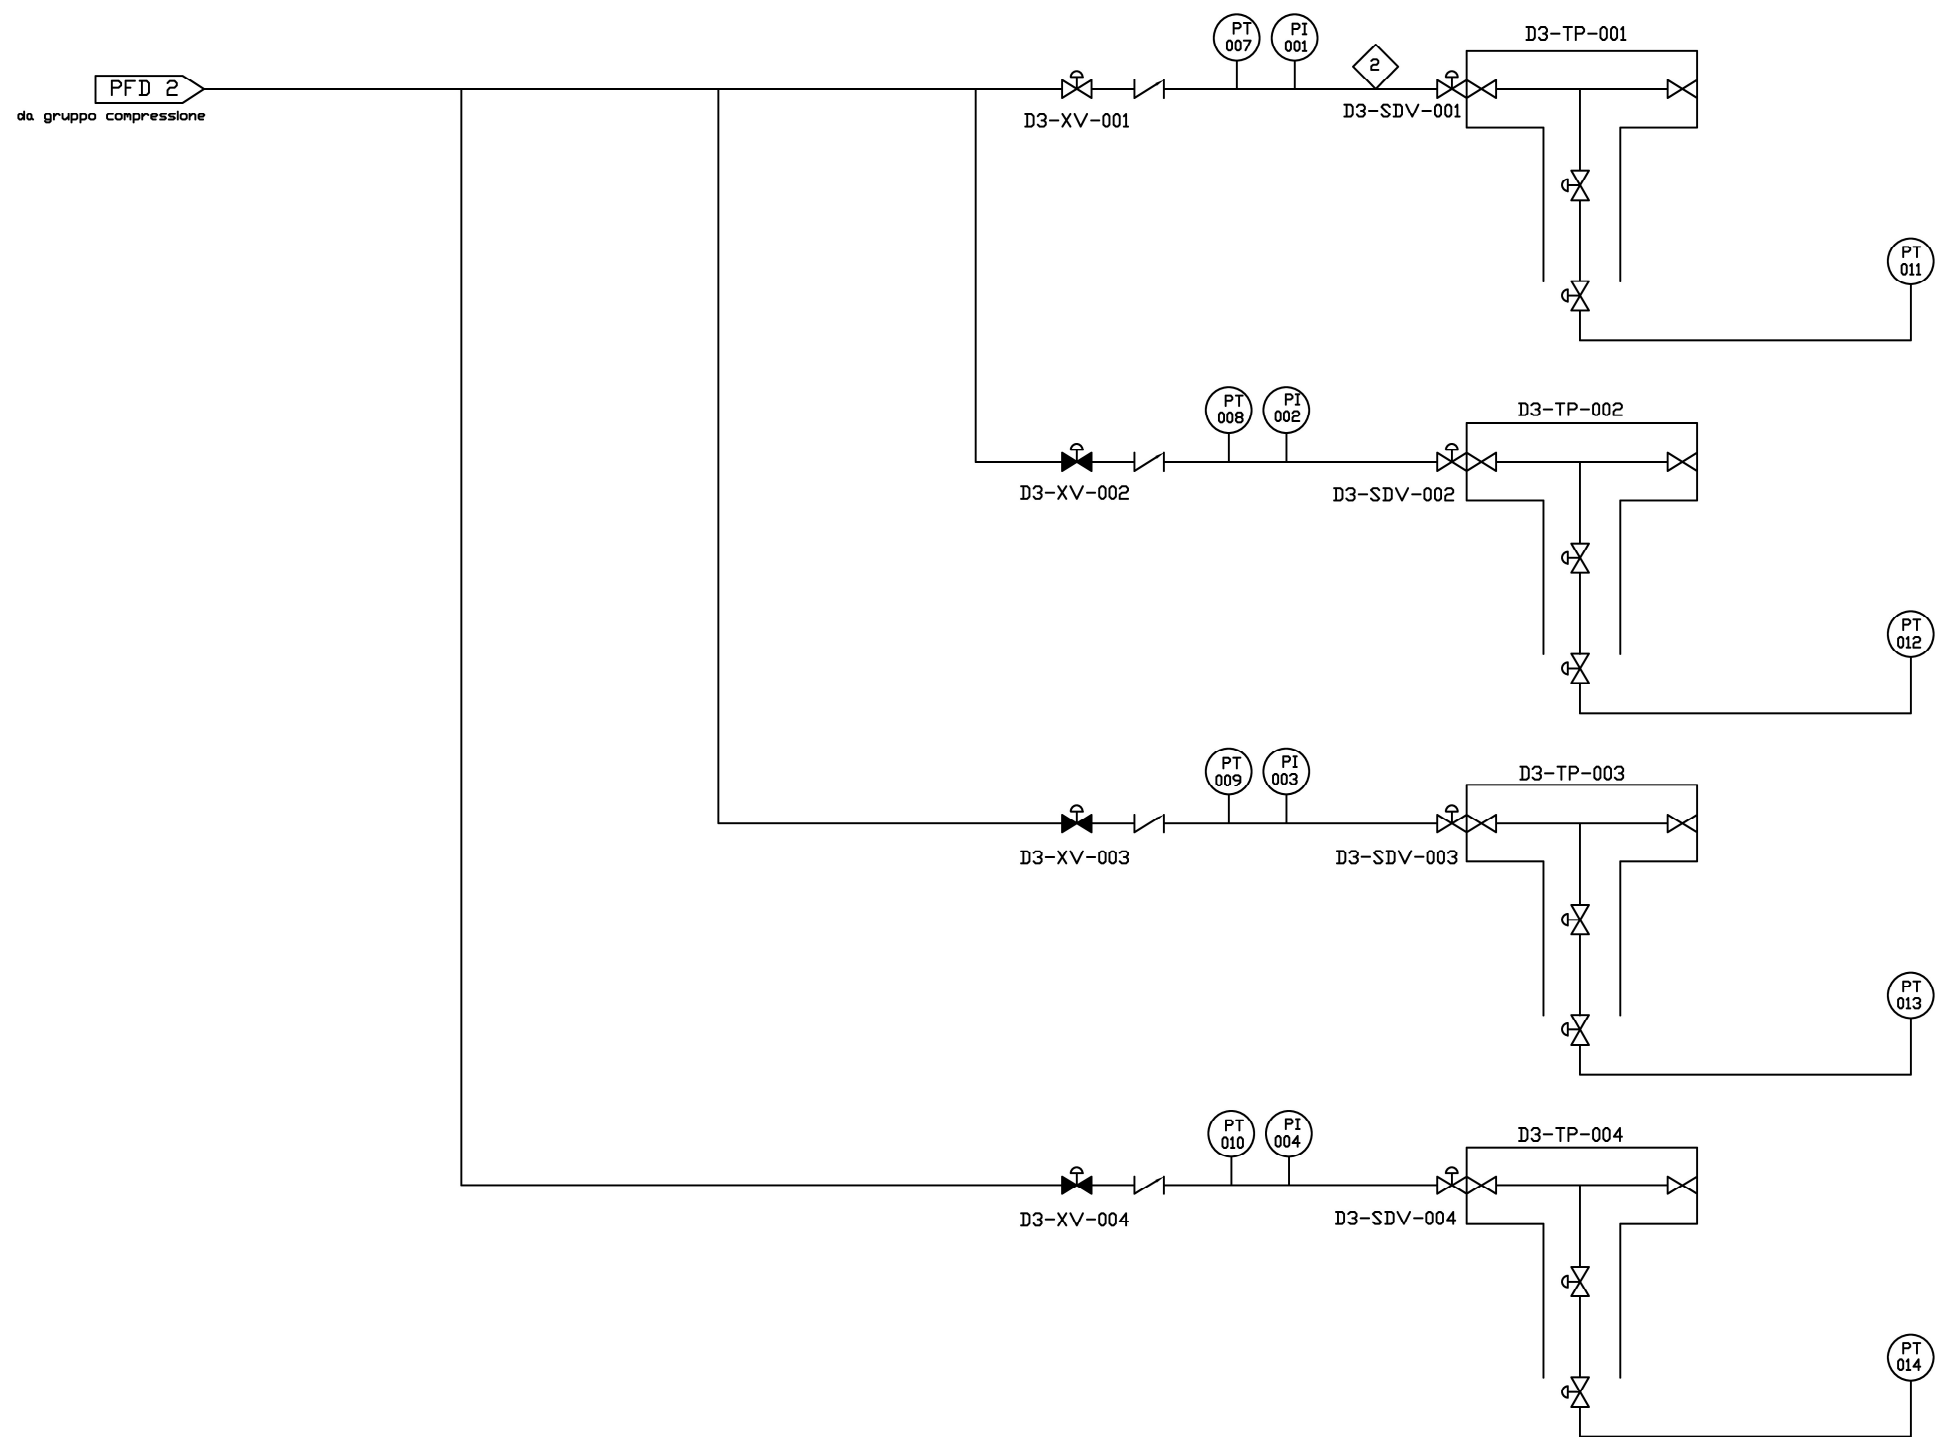 PFD 2
da gruppo compressione
PT
007
PI
001
2
D3-TP-001
D3-XV-001
D3-SDV-001
PT
011
PT
008
PI
002
D3-TP-002
D3-XV-002
D3-SDV-002
PT
012
PT
009
PI
003
D3-TP-003
D3-XV-003
D3-SDV-003
PT
013
PT
010
PI
004
D3-TP-004
D3-XV-004
D3-SDV-004
PT
014